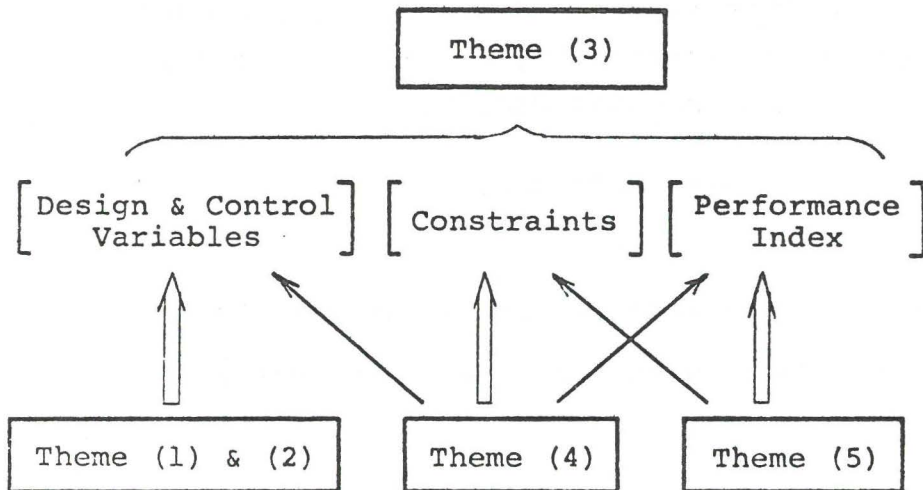 Theme (3)
[Design & Control
Variables]
[Constraints]
[Performance
Index]
Theme (1) & (2)
Theme (4)
Theme (5)